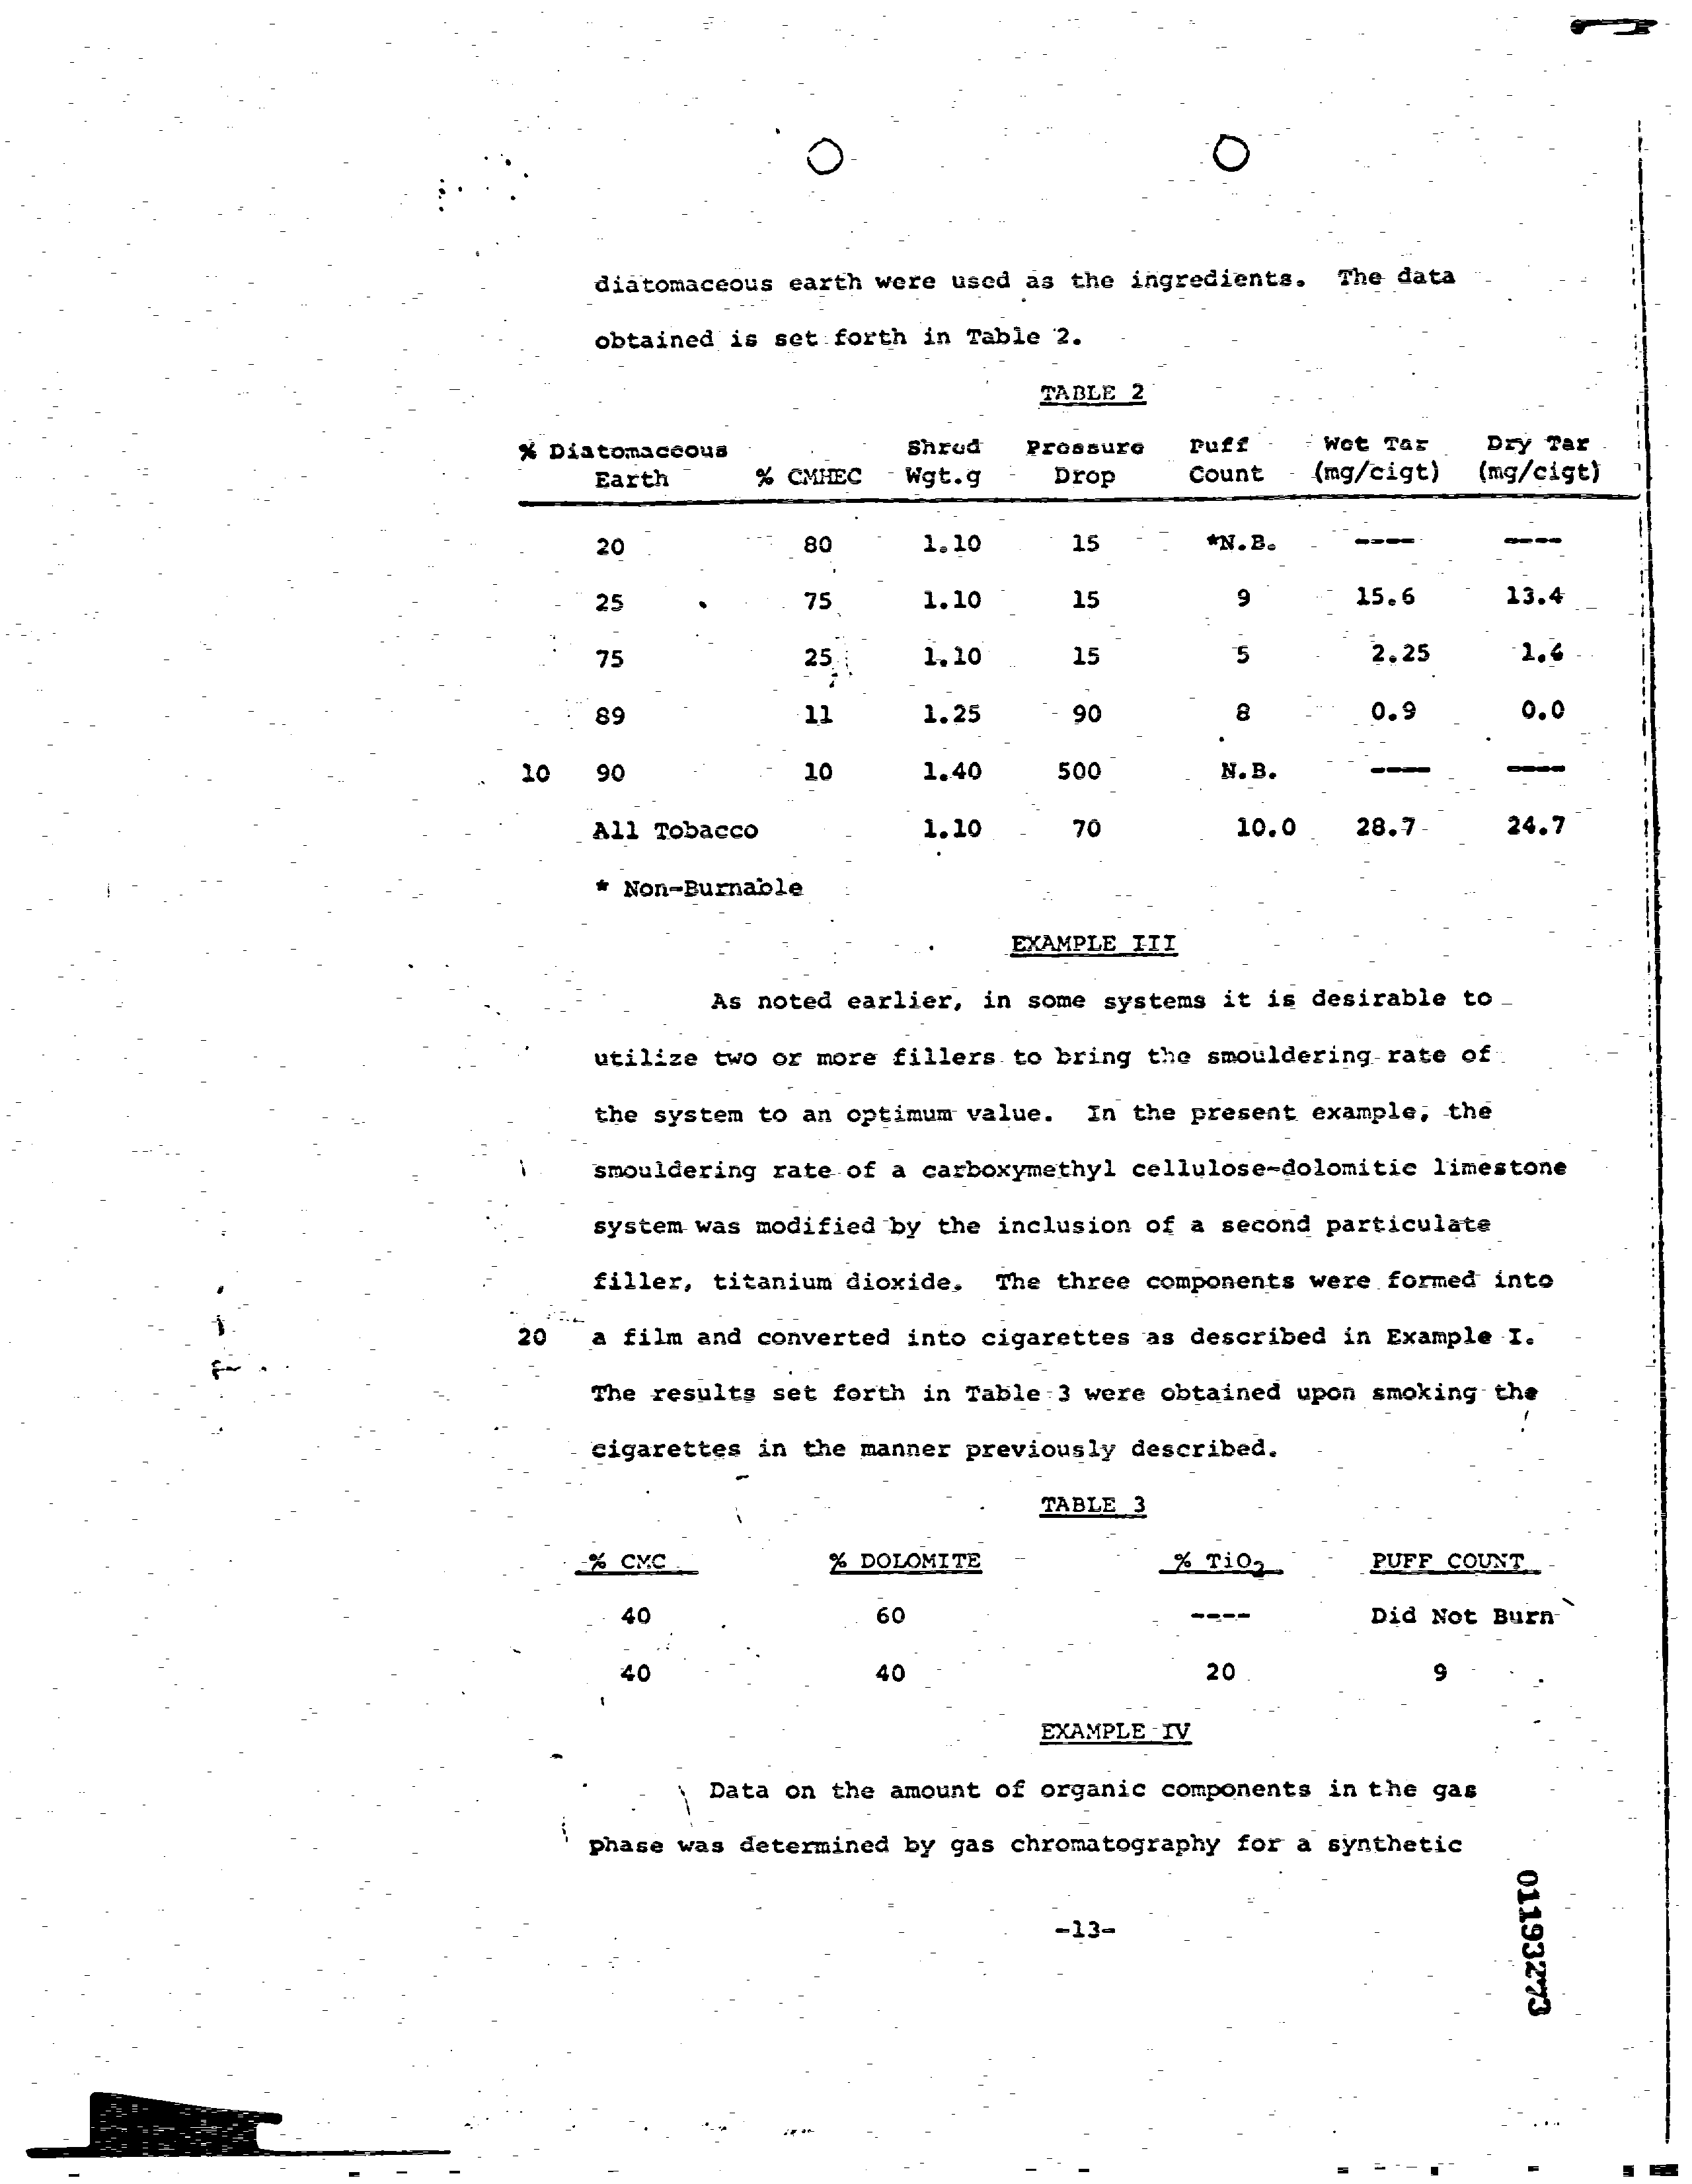 diatomaceous earth were used as the ingredients. The data
obtained is set forth in Table 2.
TABLE 2
% Diatomaceous Earth % CMHEC Shred Wgt.g Pressure Drop Puff Count Wet Tar (mg/cigt) Dry Tar (mg/cigt)
20 80 1.10 15 *N.B. ---- ----
25 75 1.10 15 9 15.6 13.4
75 25 1.10 15 5 2.25 1.6
89 11 1.25 90 8 0.9 0.0
10 90 10 1.40 500 N.B. ---- ----
All Tobacco 1.10 70 10.0 28.7 24.7
* Non-Burnable
EXAMPLE III
As noted earlier, in some systems it is desirable to
utilize two or more fillers to bring the smouldering rate of
the system to an optimum value. In the present example, the
smouldering rate of a carboxymethyl cellulose-dolomitic limestone
system was modified by the inclusion of a second particulate
filler, titanium dioxide. The three components were formed into
20 a film and converted into cigarettes as described in Example I.
The results set forth in Table 3 were obtained upon smoking the
cigarettes in the manner previously described.
TABLE 3
% CMC % DOLOMITE % TiO2 PUFF COUNT
40 60 ---- Did Not Burn
40 40 20 9
EXAMPLE IV
Data on the amount of organic components in the gas
phase was determined by gas chromatography for a synthetic
-13-
011932773